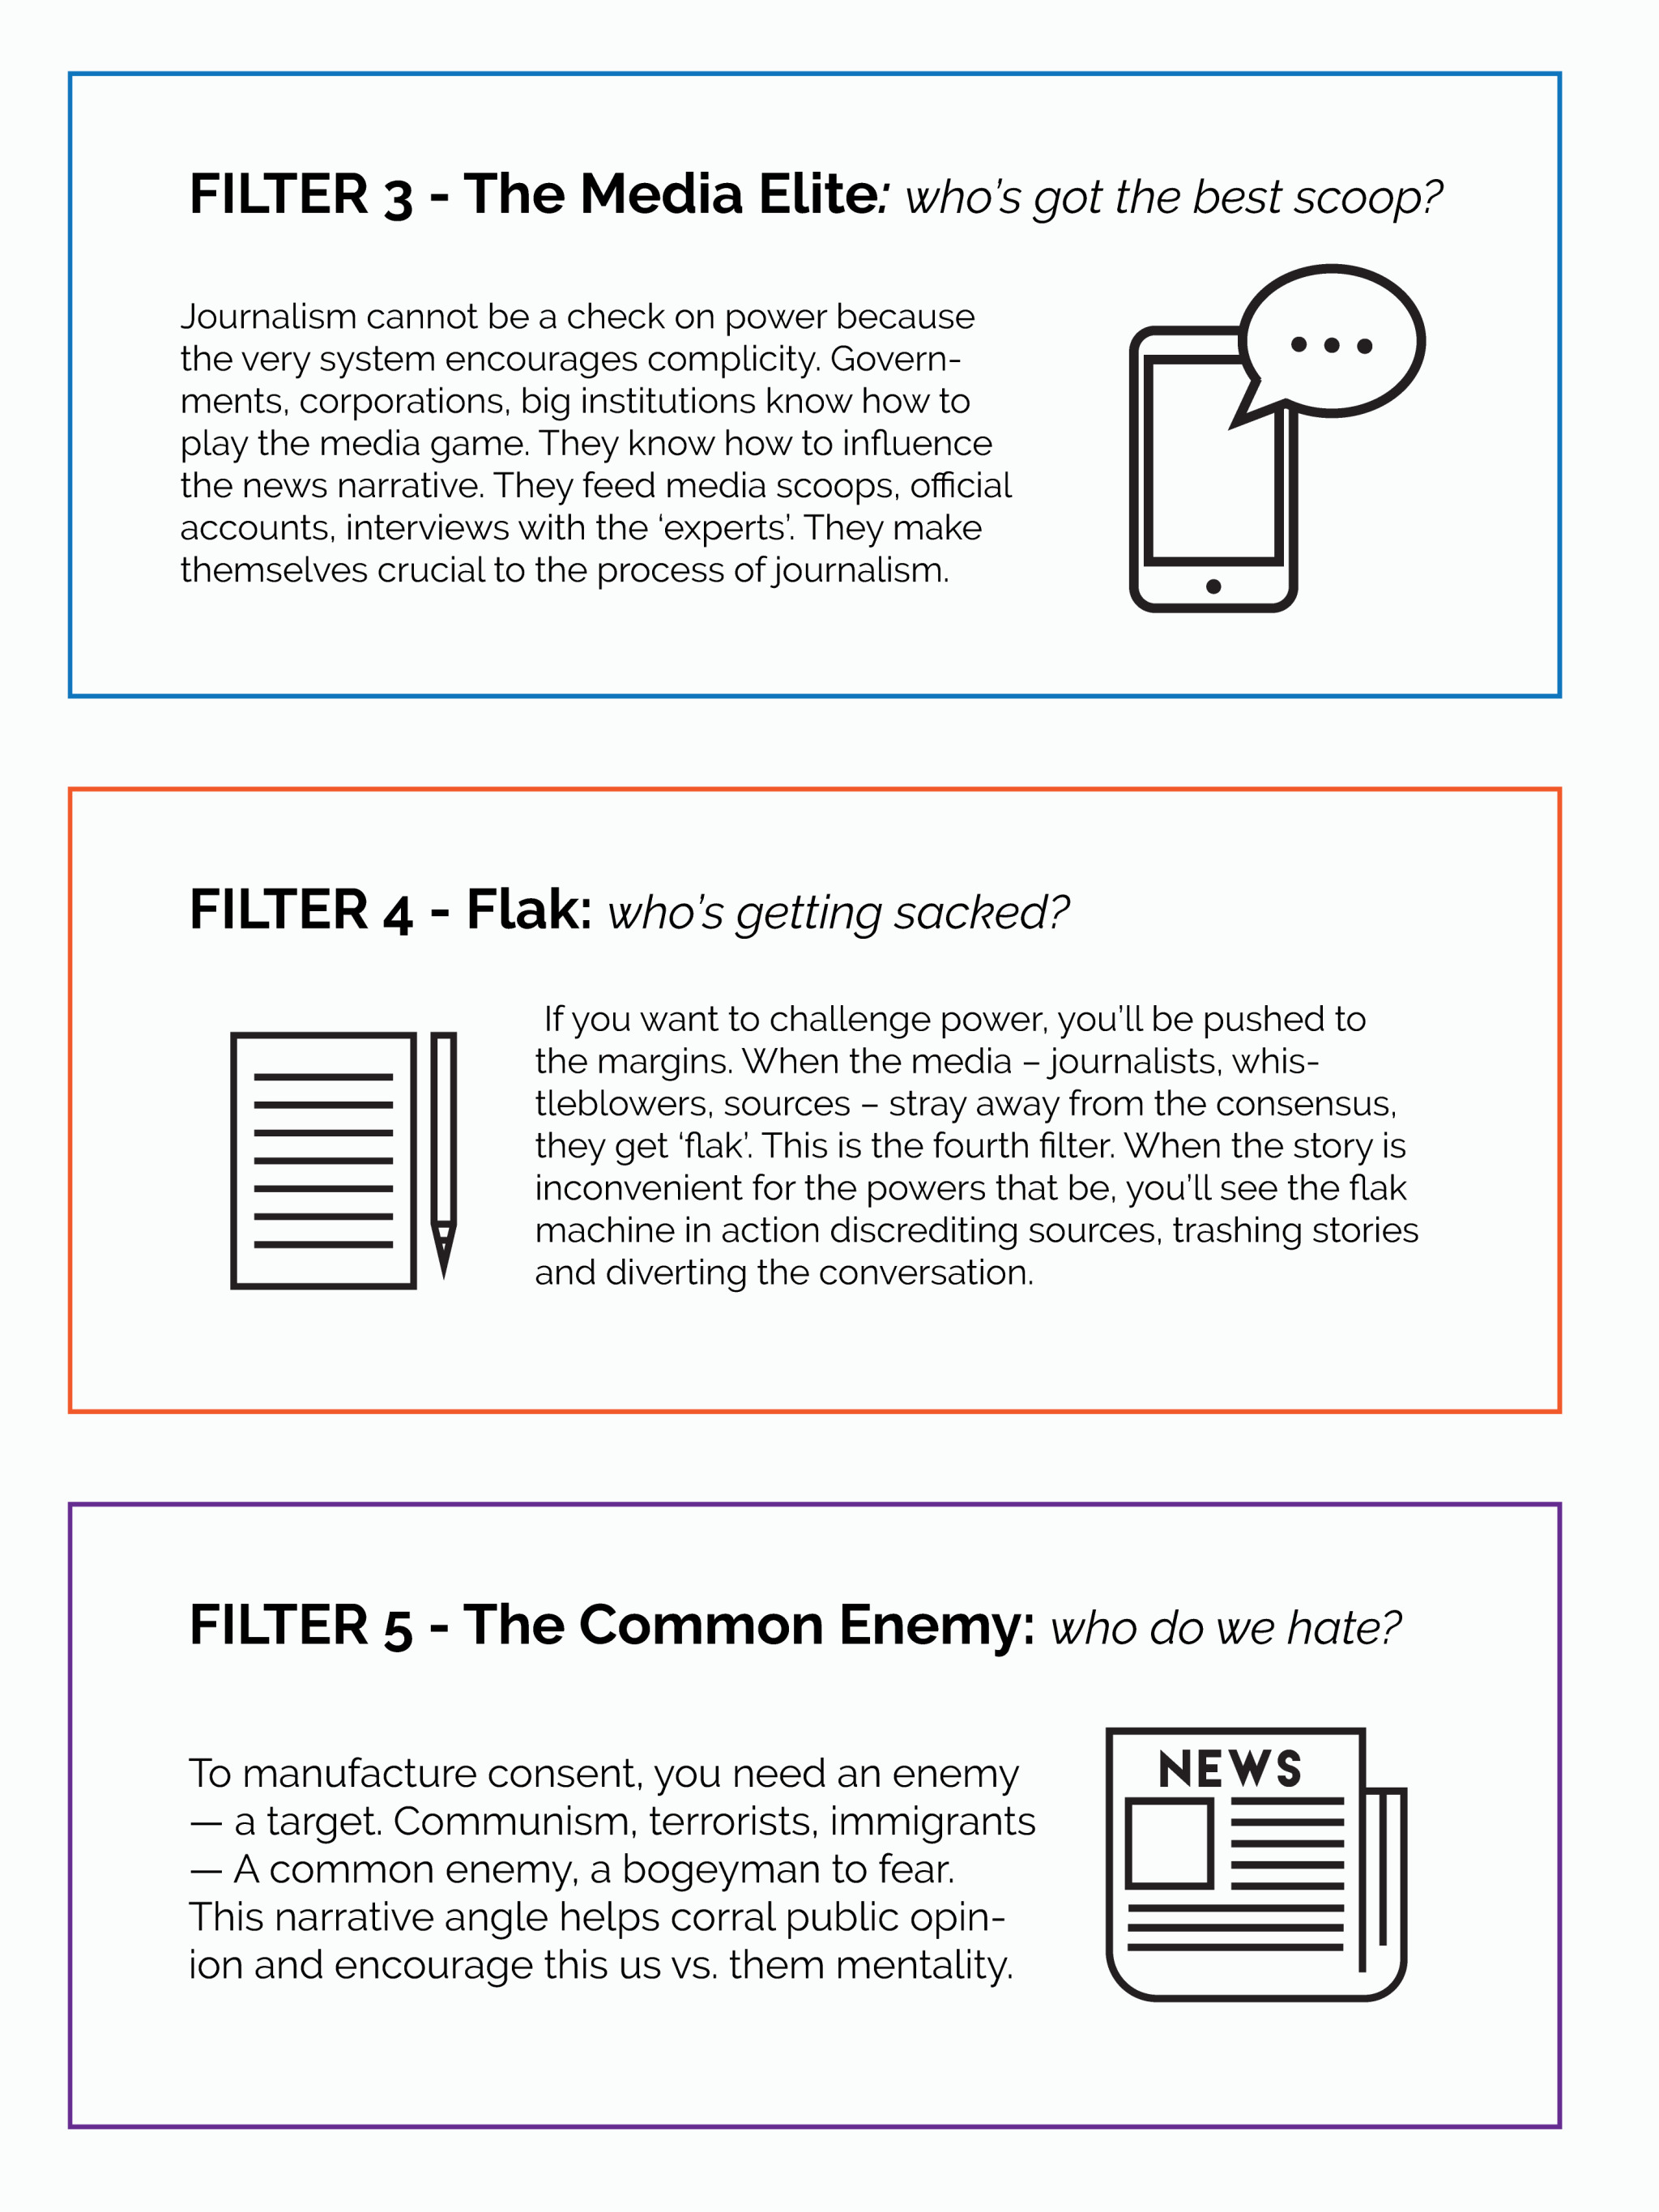 FILTER 3 - The Media Elite: who's got the best scoop?
Journalism cannot be a check on power because
the very system encourages complicity. Govern-
ments, corporations, big institutions know how to
play the media game. They know how to influence
the news narrative. They feed media scoops, official
accounts, interviews with the ‘experts’. They make
themselves crucial to the process of journalism.
FILTER 4 - Flak: who’s getting sacked?
If you want to challenge power, you’ll be pushed to
the margins. When the media – journalists, whis-
tleblowers, sources – stray away from the consensus,
they get ‘flak’. This is the fourth filter. When the story is
inconvenient for the powers that be, you’ll see the flak
machine in action discrediting sources, trashing stories
and diverting the conversation.
FILTER 5 - The Common Enemy: who do we hate?
To manufacture consent, you need an enemy
— a target. Communism, terrorists, immigrants
— A common enemy, a bogeyman to fear.
This narrative angle helps corral public opin-
ion and encourage this us vs. them mentality.
NEWS